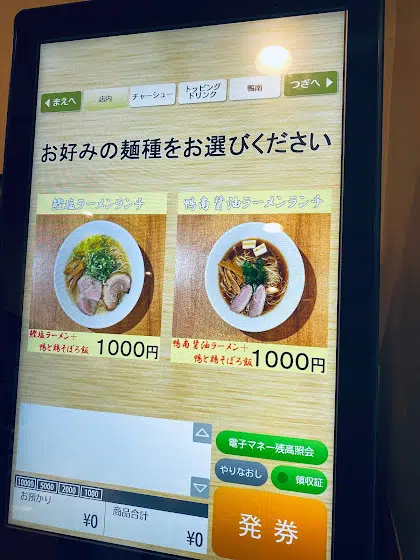 まえへ
店内
チャーシュー
トッピング
ドリンク
鴨南
つぎへ
お好みの麺種をお選びください
鰹塩ラーメンランチ
鴨南醤油ラーメンランチ
鰹塩ラーメン+
鴨と鶏そぼろ飯
1000円
鴨南醤油ラーメン+
鴨と鶏そぼろ飯
1000円
電子マネー残高照会
やりなおし
領収証
10000 5000 2000 1000
お預かり
¥0
商品合計
¥0
発券